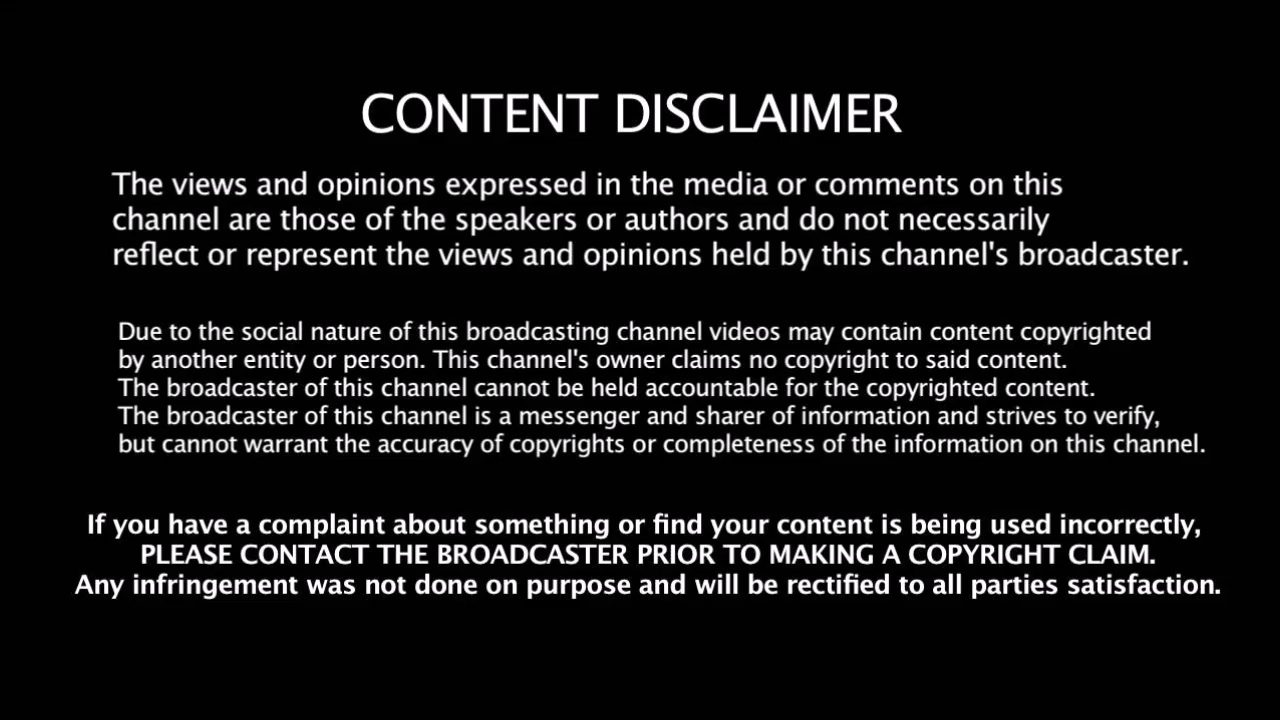 CONTENT DISCLAIMER
The views and opinions expressed in the media or comments on this
channel are those of the speakers or authors and do not necessarily
reflect or represent the views and opinions held by this channel's broadcaster.
Due to the social nature of this broadcasting channel videos may contain content copyrighted
by another entity or person. This channel's owner claims no copyright to said content.
The broadcaster of this channel cannot be held accountable for the copyrighted content.
The broadcaster of this channel is a messenger and sharer of information and strives to verify,
but cannot warrant the accuracy of copyrights or completeness of the information on this channel.
If you have a complaint about something or find your content is being used incorrectly,
PLEASE CONTACT THE BROADCASTER PRIOR TO MAKING A COPYRIGHT CLAIM.
Any infringement was not done on purpose and will be rectified to all parties satisfaction.